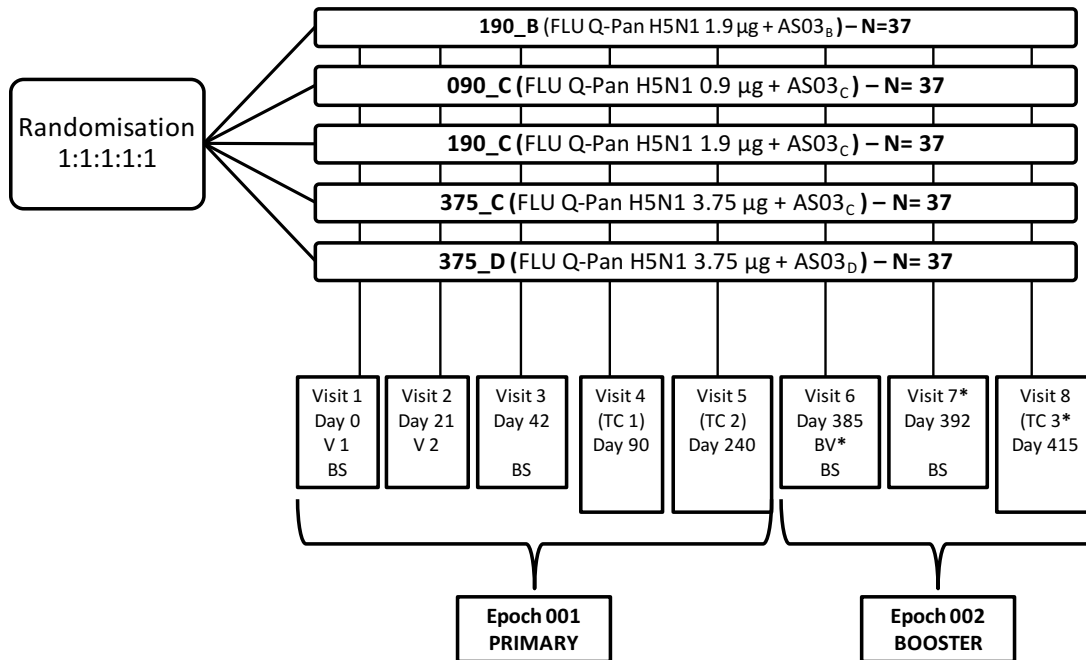 190_B (FLU Q-Pan H5N1 1.9 µg + AS03B) – N=37
090_C (FLU Q-Pan H5N1 0.9 µg + AS03C) – N= 37
Randomisation
1:1:1:1:1
190_C (FLU Q-Pan H5N1 1.9 µg + AS03C) – N= 37
375_C (FLU Q-Pan H5N1 3.75 µg + AS03C) – N= 37
375_D (FLU Q-Pan H5N1 3.75 µg + AS03D) – N= 37
Visit 1
Day 0
V 1
BS
Visit 2
Day 21
V 2
Visit 3
Day 42
BS
Visit 4
(TC 1)
Day 90
Visit 5
(TC 2)
Day 240
Visit 6
Day 385
BV*
BS
Visit 7*
Day 392
BS
Visit 8
(TC 3*
Day 415
Epoch 001
PRIMARY
Epoch 002
BOOSTER